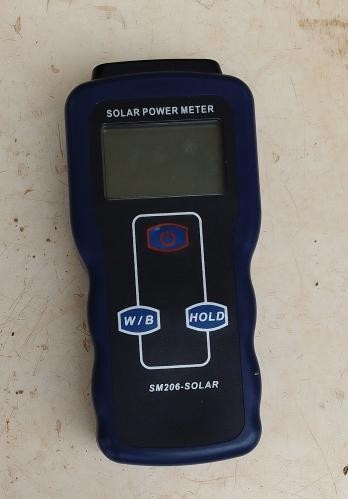 SOLAR POWER METER
W / B
HOLD
SM206-SOLAR